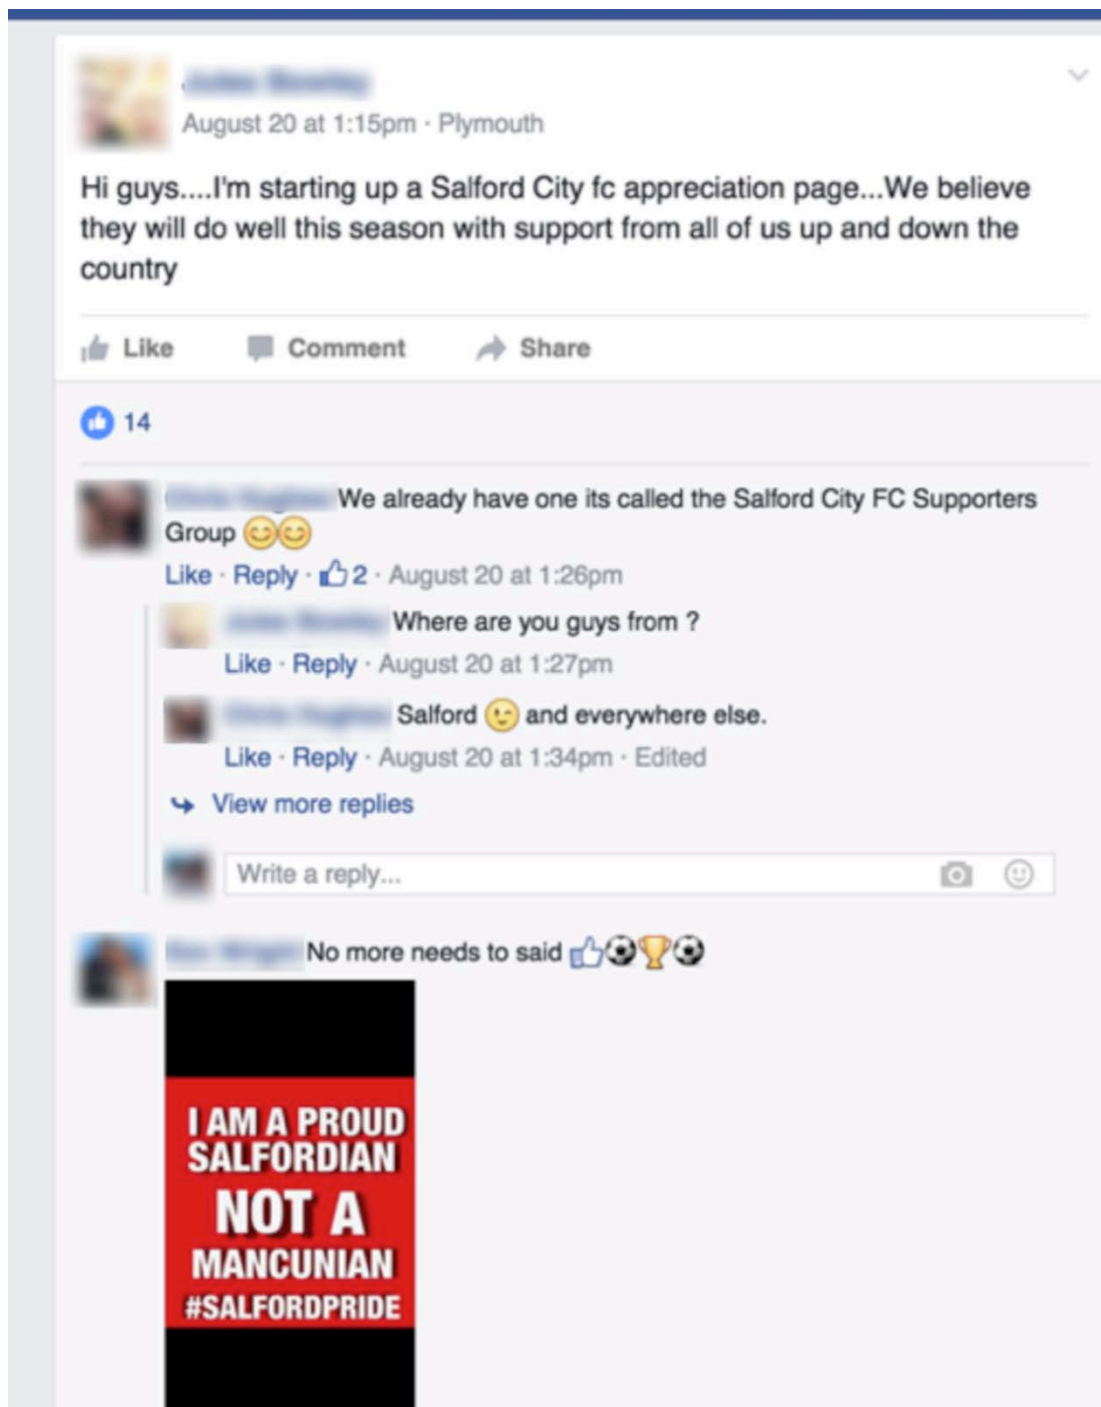 August 20 at 1:15pm · Plymouth
Hi guys....I'm starting up a Salford City fc appreciation page...We believe
they will do well this season with support from all of us up and down the
country
Like Comment Share
14
We already have one its called the Salford City FC Supporters
Group 😊😊
Like · Reply · 2 · August 20 at 1:26pm
Where are you guys from ?
Like · Reply · August 20 at 1:27pm
Salford 😉 and everywhere else.
Like · Reply · August 20 at 1:34pm · Edited
View more replies
Write a reply...
No more needs to said 👍⚽🏆⚽
I AM A PROUD
SALFORDIAN
NOT A
MANCUNIAN
#SALFORDPRIDE